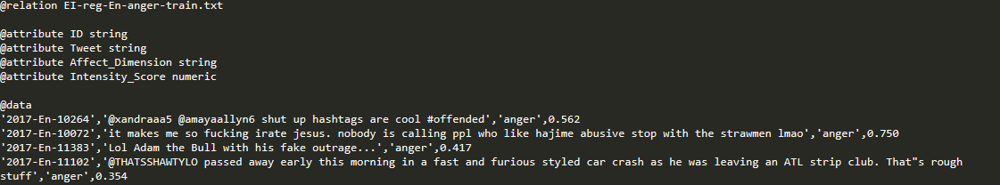 @relation EI-reg-En-anger-train.txt
@attribute ID string
@attribute Tweet string
@attribute Affect_Dimension string
@attribute Intensity_Score numeric
@data
'2017-En-10264','@xandraaa5 @amayaallyn6 shut up hashtags are cool #offended','anger',0.562
'2017-En-10072','it makes me so fucking irate jesus. nobody is calling ppl who like hajime abusive stop with the strawmen lmao','anger',0.750
'2017-En-11383','Lol Adam the Bull with his fake outrage...','anger',0.417
'2017-En-11102','@THATSSHAWTYLO passed away early this morning in a fast and furious styled car crash as he was leaving an ATL strip club. That"s rough
stuff','anger',0.354